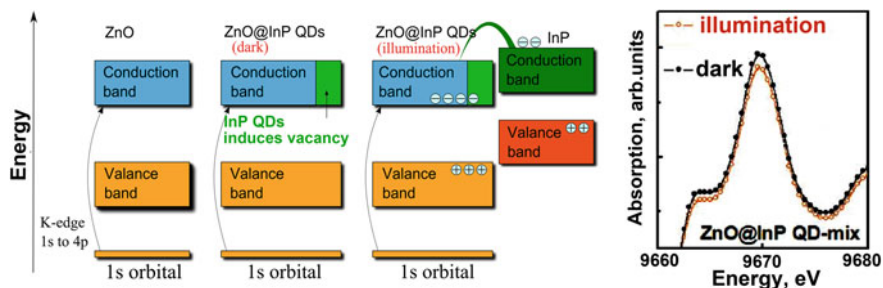 Energy
ZnO
Conduction
band
Valance
band
K-edge
1s to 4p
1s orbital
ZnO@InP QDs
(dark)
Conduction
band
InP QDs
induces vacancy
Valance
band
1s orbital
ZnO@InP QDs
(illumination)
Conduction
band
Valance
band
1s orbital
InP
Conduction
band
Valance
band
Absorption, arb.units
illumination
dark
ZnO@InP QD-mix
9660 9670 9680
Energy, eV